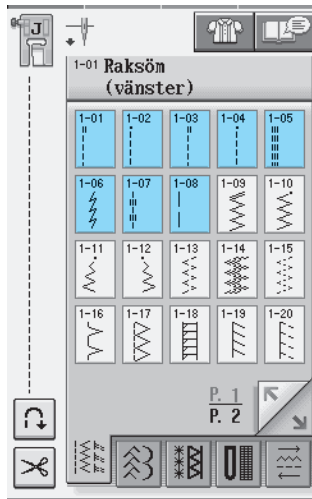 J
1-01 Raksöm
(vänster)
1-01 1-02 1-03 1-04 1-05
1-06 1-07 1-08 1-09 1-10
1-11 1-12 1-13 1-14 1-15
1-16 1-17 1-18 1-19 1-20
P. 1
P. 2